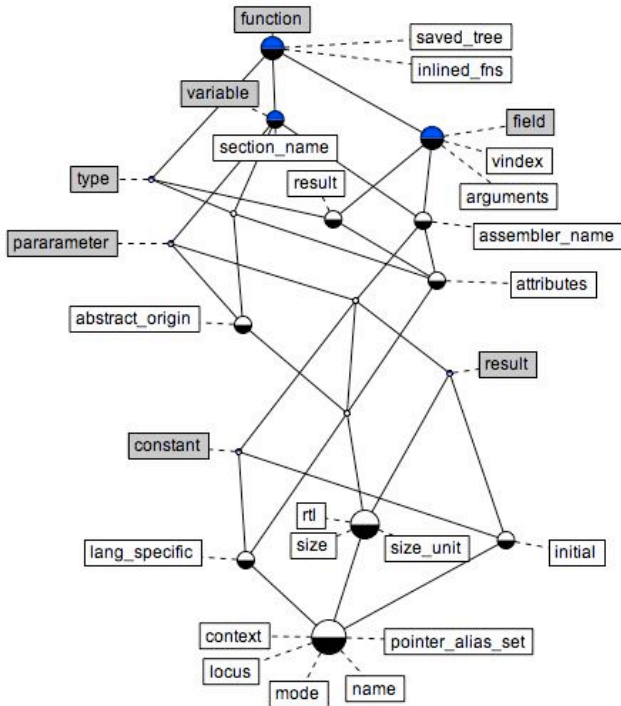 function
saved_tree
inlined_fns
variable
section_name
field
vindex
arguments
type
result
assembler_name
pararameter
attributes
abstract_origin
result
constant
rtl
size
size_unit
lang_specific
initial
context
pointer_alias_set
locus
mode
name